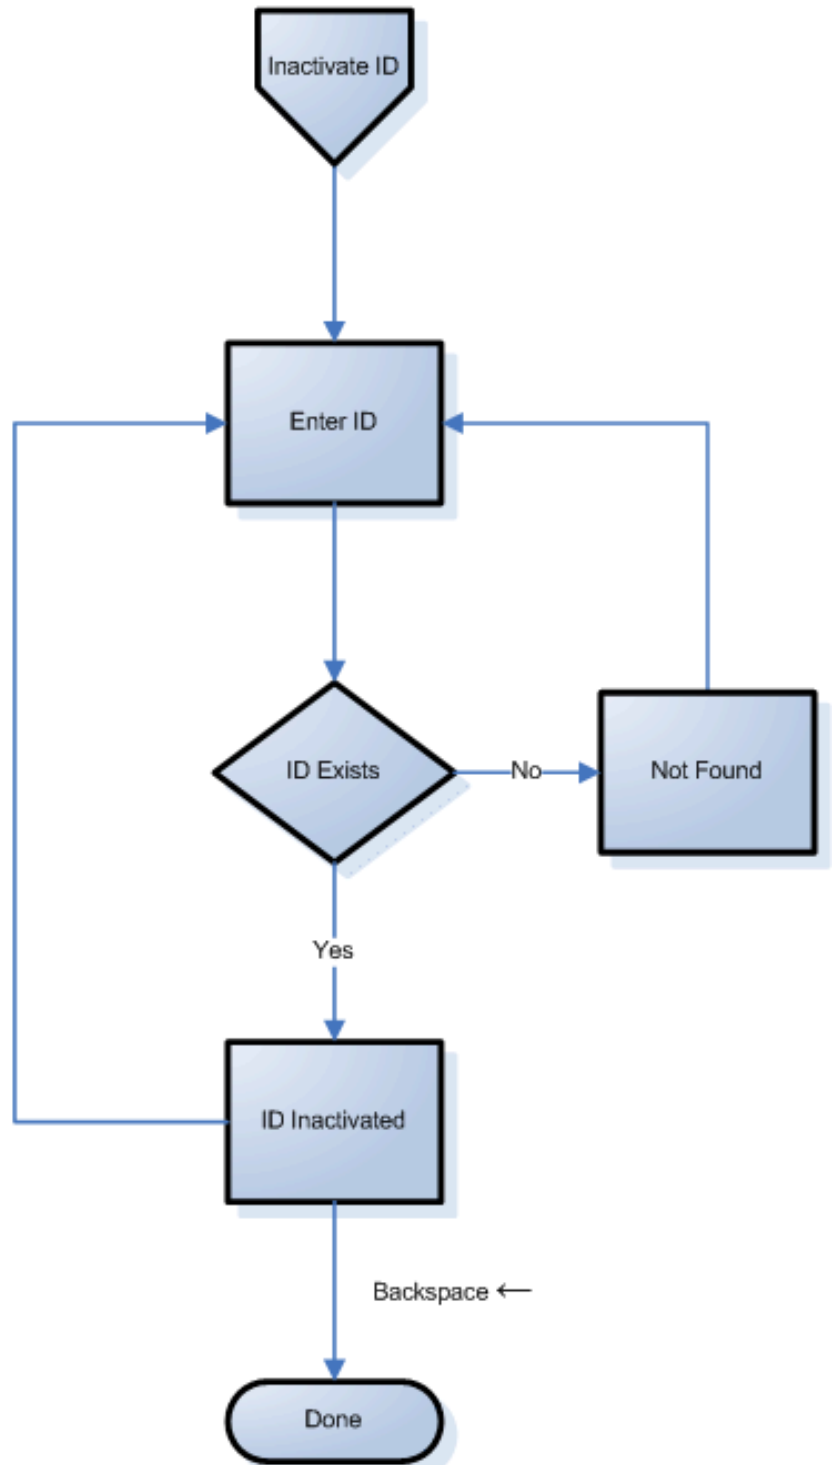 Inactivate ID
Enter ID
ID Exists
No
Not Found
Yes
ID Inactivated
Backspace ←
Done